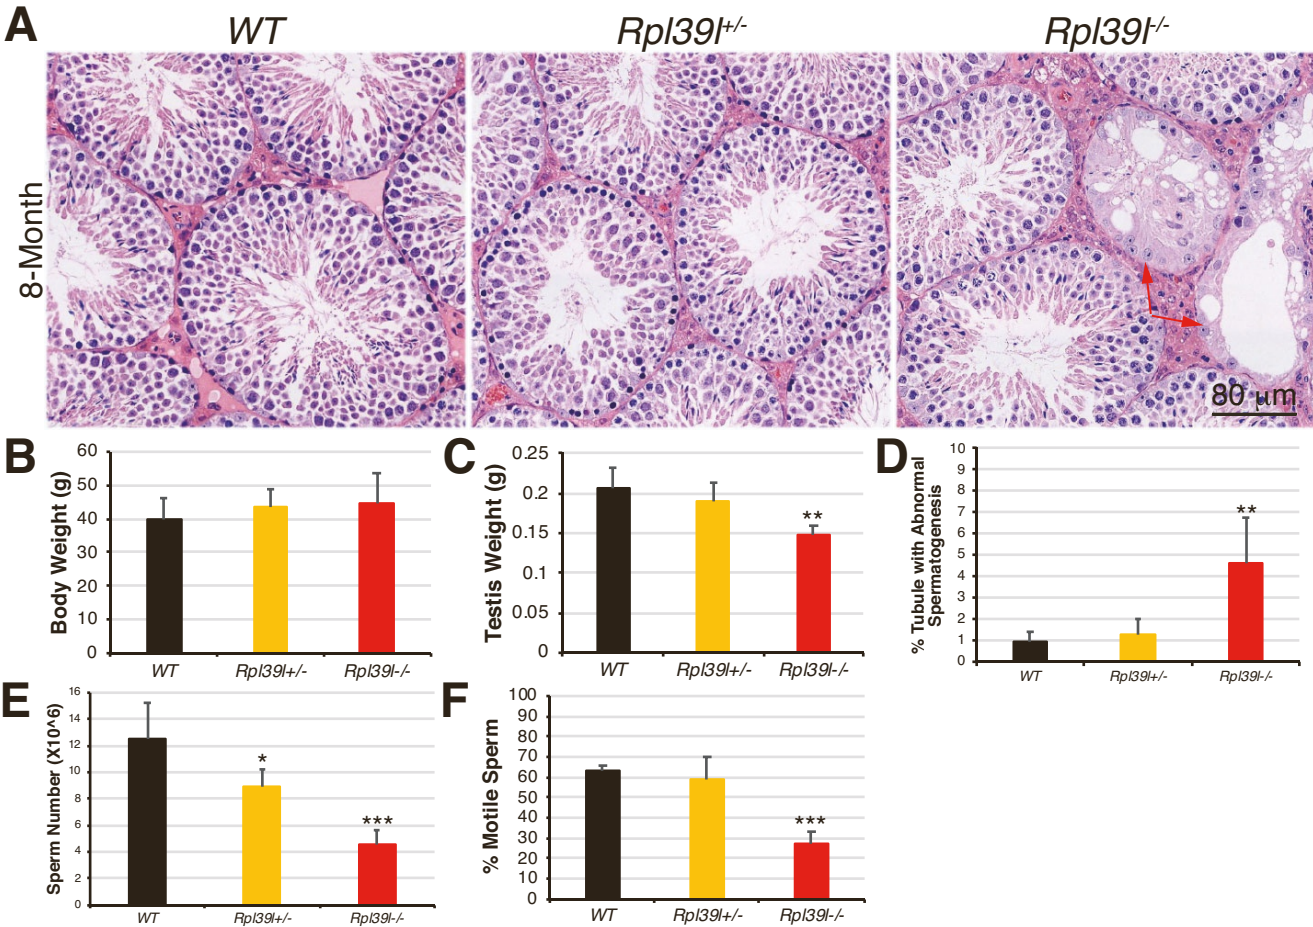 A
WT
Rpl39l+/-
Rpl39l-/-
8-Month
80 μm
B
Body Weight (g)
60
50
40
30
20
10
0
WT
Rpl39l+/-
Rpl39l-/-
C
Testis Weight (g)
0.25
0.2
0.15
0.1
0.05
0
**
WT
Rpl39l+/-
Rpl39l-/-
D
% Tubule with Abnormal
Spermatogenesis
10
9
8
7
6
5
4
3
2
1
0
**
WT
Rpl39l+/-
Rpl39l-/-
E
Sperm Number (X10^6)
16
14
12
10
8
6
4
2
0
*
***
WT
Rpl39l+/-
Rpl39l-/-
F
% Motile Sperm
100
90
80
70
60
50
40
30
20
10
0
***
WT
Rpl39l+/-
Rpl39l-/-